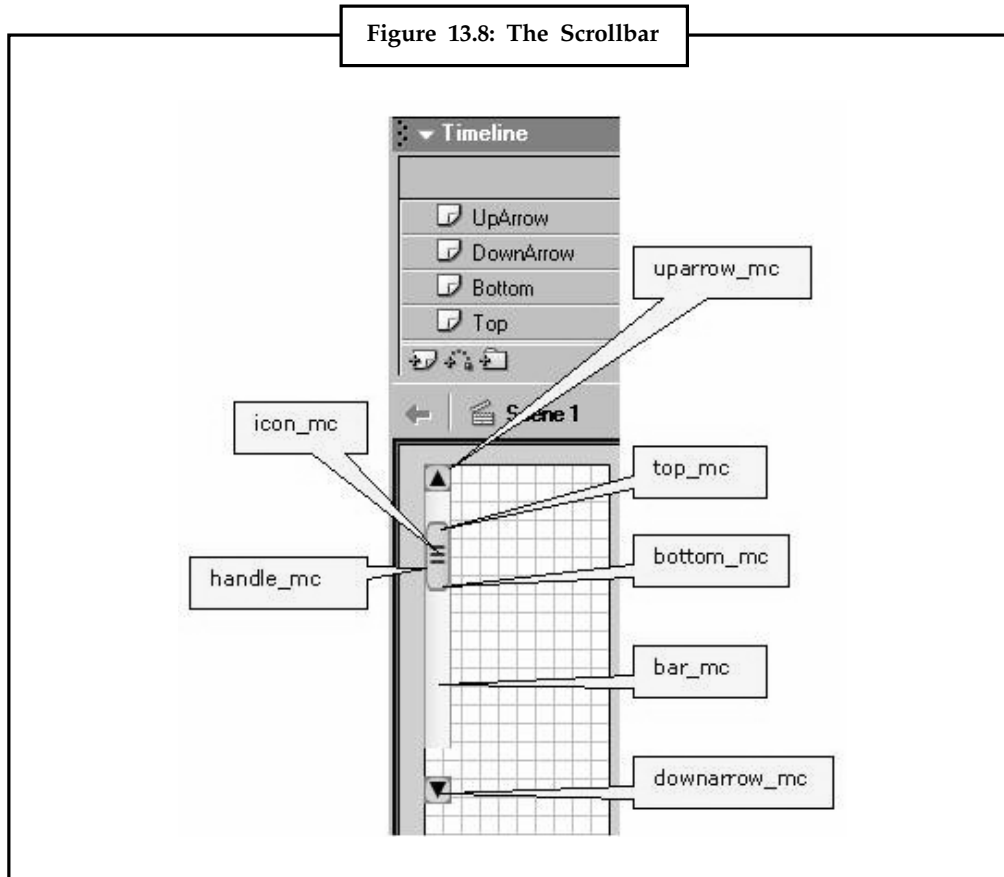 Figure 13.8: The Scrollbar
Timeline
UpArrow
DownArrow
Bottom
Top
uparrow_mc
Scene 1
icon_mc
top_mc
handle_mc
bottom_mc
bar_mc
downarrow_mc